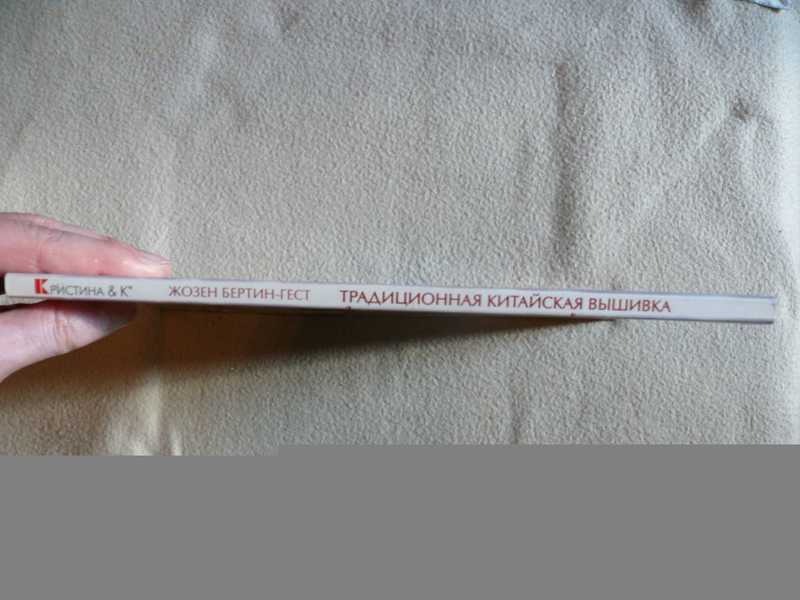 КРИСТИНА & К° ЖОЗЕН БЕРТИН-ГЕСТ ТРАДИЦИОННАЯ КИТАЙСКАЯ ВЫШИВКА